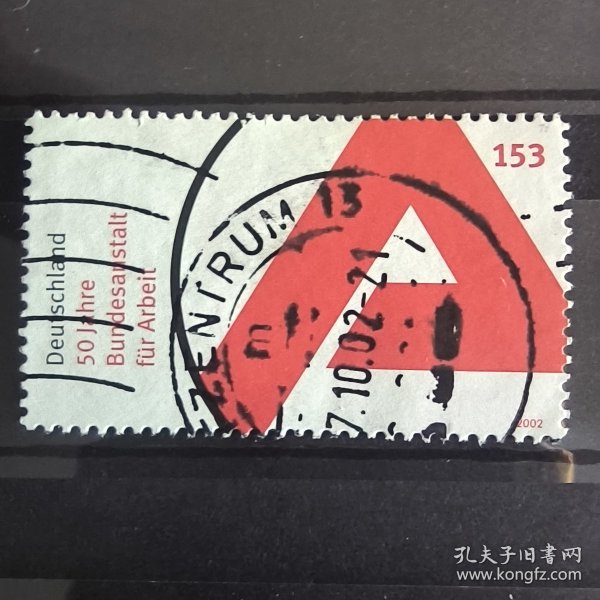 153
Deutschland
50 Jahre
Bundesanstalt
für Arbeit
ZENTRUM 13
7.10.02-21
2002
孔夫子旧书网
www.kongfz.com